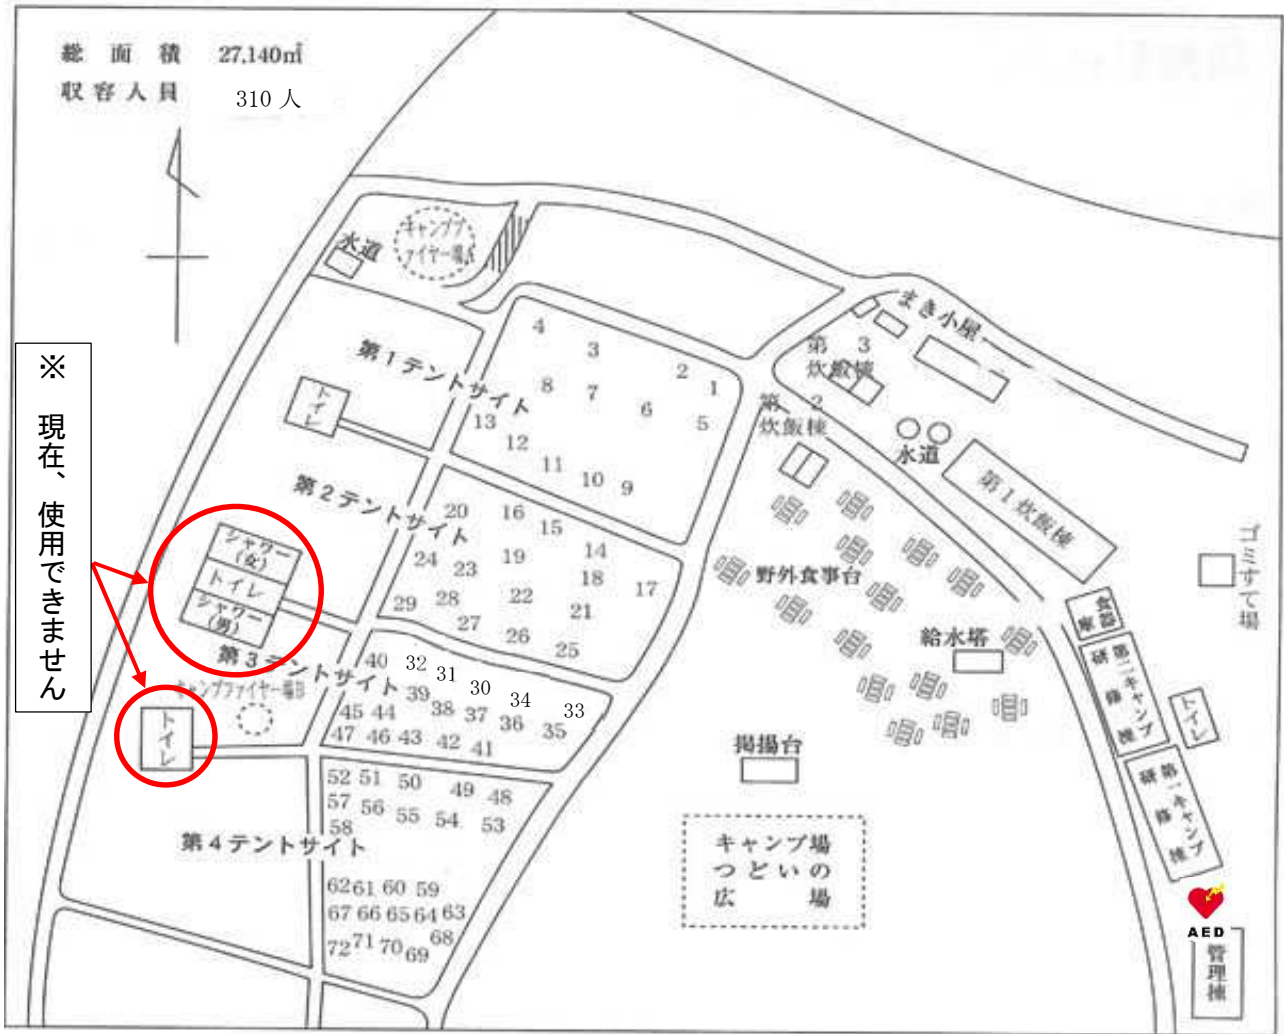 総面積 27,140㎡
収容人員 310人
キャンプフ
ァイヤー場A
水道
まき小屋
第3
炊飯棟
第2
炊飯棟
水道
第1炊飯棟
ゴミすて場
第1テントサイト
トイレ
4 3 2 1
8 7 6 5
13 12 11 10 9
※ 現在、使用できません
第2テントサイト
20 16 15 14
24 23 19 18 17
29 28 22 21
27 26 25
シャワー
(女)
トイレ
シャワー
(男)
野外食事台
給水塔
食器庫
第二キャンプ
研修棟
トイレ
第一キャンプ
研修棟
第3テントサイト
キャンプファイヤー場B
トイレ
40 32 31 30 34 33
39 38 37 36 35
45 44
47 46 43 42 41
掲揚台
第4テントサイト
52 51 50 49 48
57 56 55 54 53
58
62 61 60 59
67 66 65 64 63
72 71 70 69 68
キャンプ場
つどいの
広場
AED
管理棟